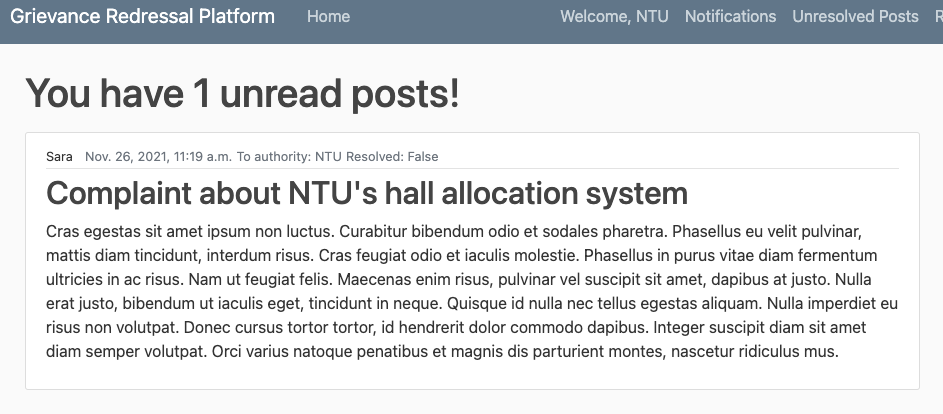 Grievance Redressal Platform Home Welcome, NTU Notifications Unresolved Posts R
You have 1 unread posts!
Sara Nov. 26, 2021, 11:19 a.m. To authority: NTU Resolved: False
Complaint about NTU's hall allocation system
Cras egestas sit amet ipsum non luctus. Curabitur bibendum odio et sodales pharetra. Phasellus eu velit pulvinar,
mattis diam tincidunt, interdum risus. Cras feugiat odio et iaculis molestie. Phasellus in purus vitae diam fermentum
ultricies in ac risus. Nam ut feugiat felis. Maecenas enim risus, pulvinar vel suscipit sit amet, dapibus at justo. Nulla
erat justo, bibendum ut iaculis eget, tincidunt in neque. Quisque id nulla nec tellus egestas aliquam. Nulla imperdiet eu
risus non volutpat. Donec cursus tortor tortor, id hendrerit dolor commodo dapibus. Integer suscipit diam sit amet
diam semper volutpat. Orci varius natoque penatibus et magnis dis parturient montes, nascetur ridiculus mus.